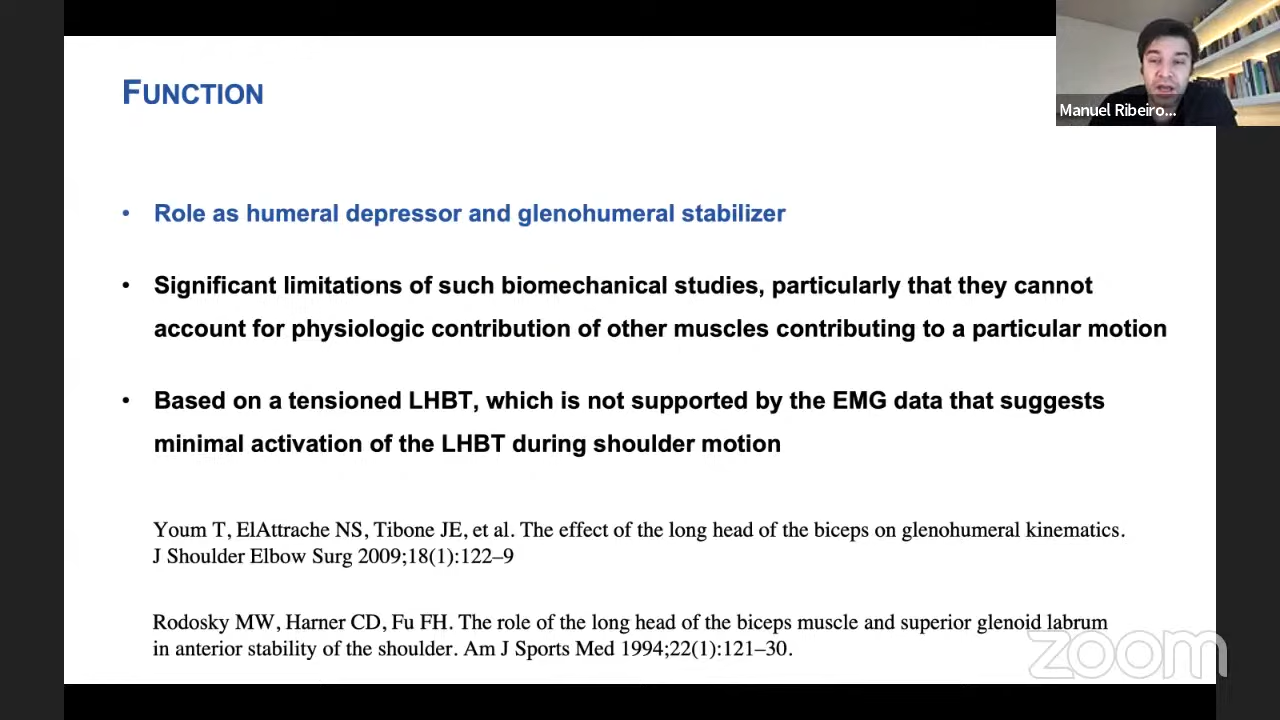 FUNCTION
Manuel Ribeiro...
• Role as humeral depressor and glenohumeral stabilizer
• Significant limitations of such biomechanical studies, particularly that they cannot
account for physiologic contribution of other muscles contributing to a particular motion
• Based on a tensioned LHBT, which is not supported by the EMG data that suggests
minimal activation of the LHBT during shoulder motion
Youm T, ElAttrache NS, Tibone JE, et al. The effect of the long head of the biceps on glenohumeral kinematics.
J Shoulder Elbow Surg 2009;18(1):122–9
Rodosky MW, Harner CD, Fu FH. The role of the long head of the biceps muscle and superior glenoid labrum
in anterior stability of the shoulder. Am J Sports Med 1994;22(1):121–30.
zoom